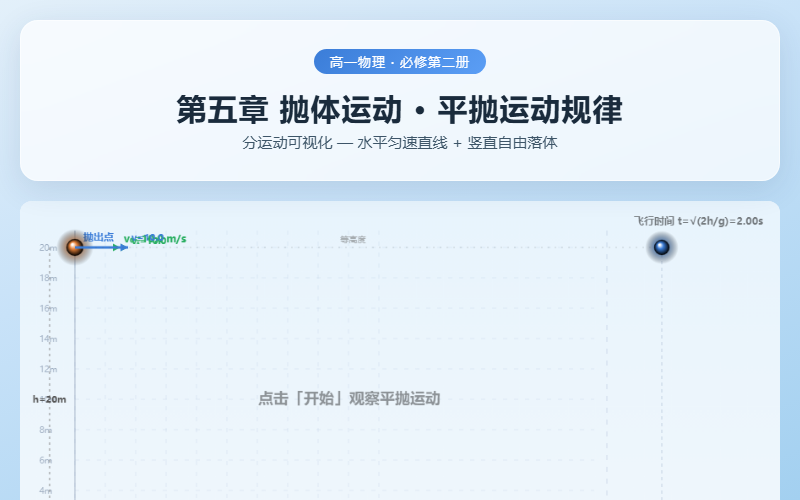 高一物理 · 必修第二册
第五章 抛体运动 · 平抛运动规律
分运动可视化 — 水平匀速直线 + 竖直自由落体
飞行时间 t=√(2h/g)=2.00s
抛出点
等高度
20m
18m
16m
14m
12m
点击「开始」观察平抛运动
h=20m
8m
6m
4m